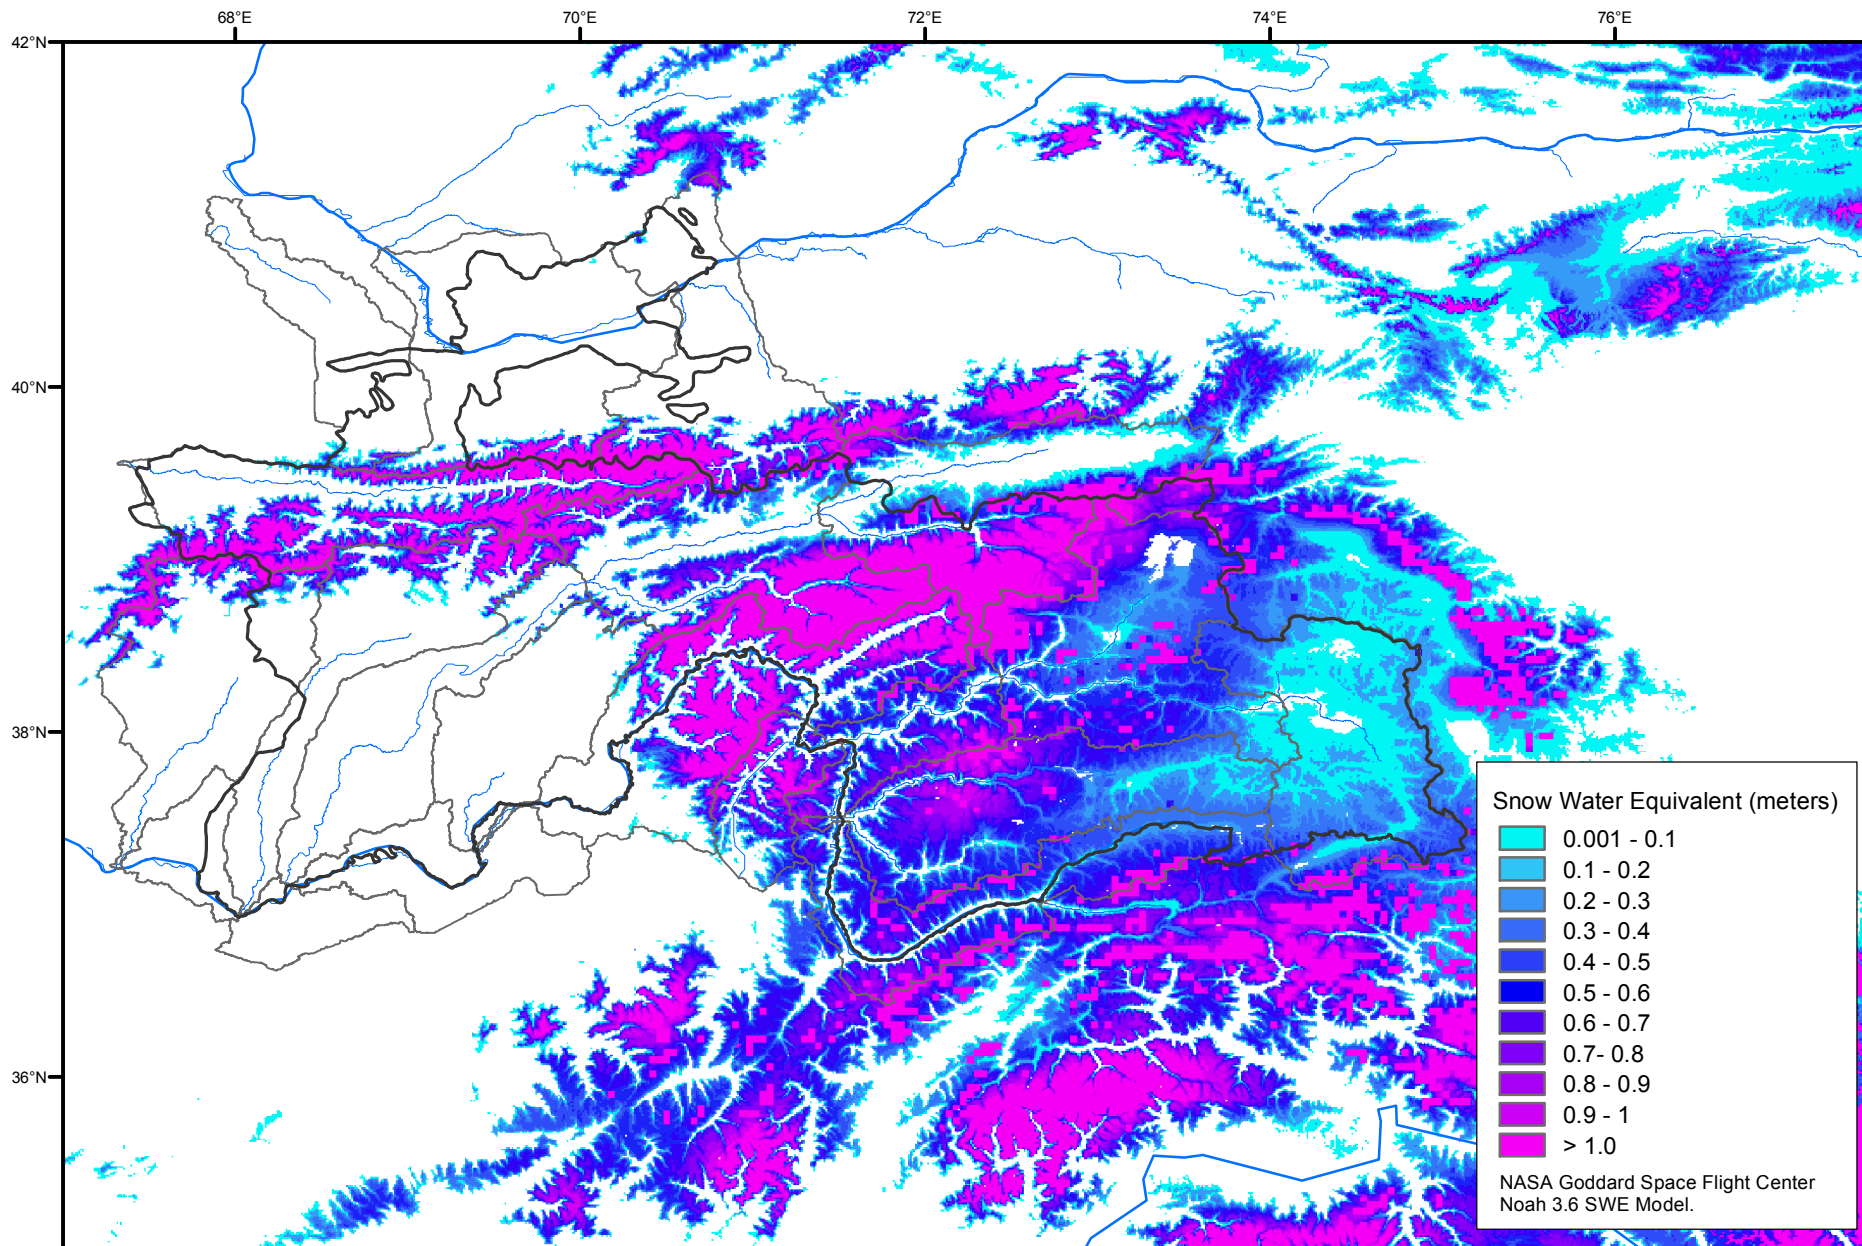 68°E 70°E 72°E 74°E 76°E
42°N
40°N
38°N
36°N
Snow Water Equivalent (meters)
0.001 - 0.1
0.1 - 0.2
0.2 - 0.3
0.3 - 0.4
0.4 - 0.5
0.5 - 0.6
0.6 - 0.7
0.7- 0.8
0.8 - 0.9
0.9 - 1
> 1.0
NASA Goddard Space Flight Center
Noah 3.6 SWE Model.